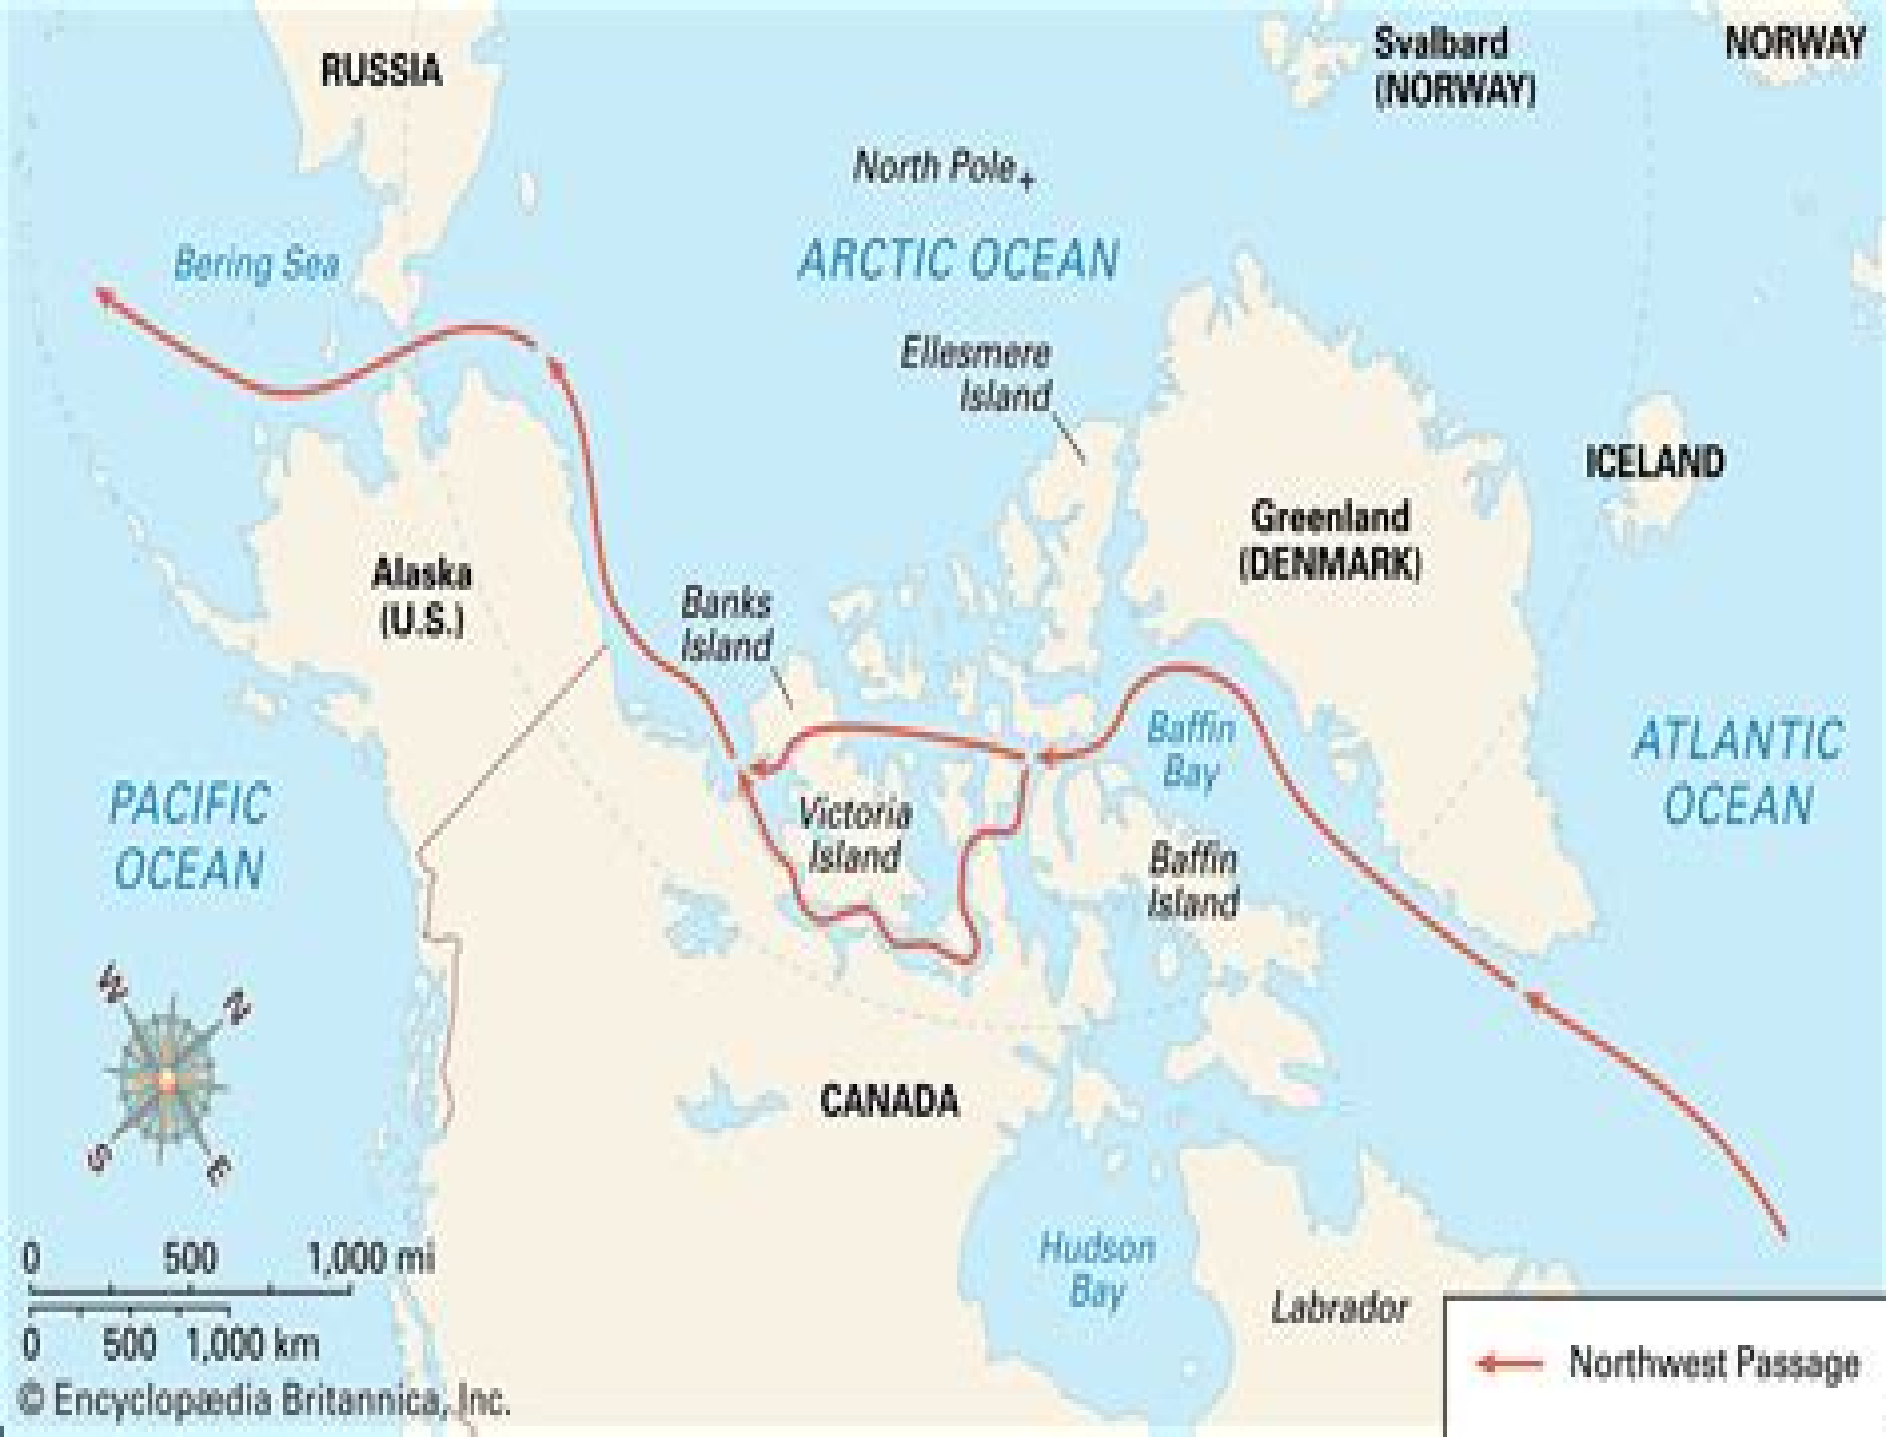 RUSSIA
Svalbard
(NORWAY)
NORWAY
North Pole
Bering Sea
ARCTIC OCEAN
Ellesmere
Island
ICELAND
Greenland
(DENMARK)
Alaska
(U.S.)
Banks
Island
Baffin
Bay
ATLANTIC
OCEAN
PACIFIC
OCEAN
Victoria
Island
Baffin
Island
W
N
S
E
CANADA
Hudson
Bay
Labrador
0 500 1,000 mi
0 500 1,000 km
Northwest Passage
© Encyclopædia Britannica, Inc.